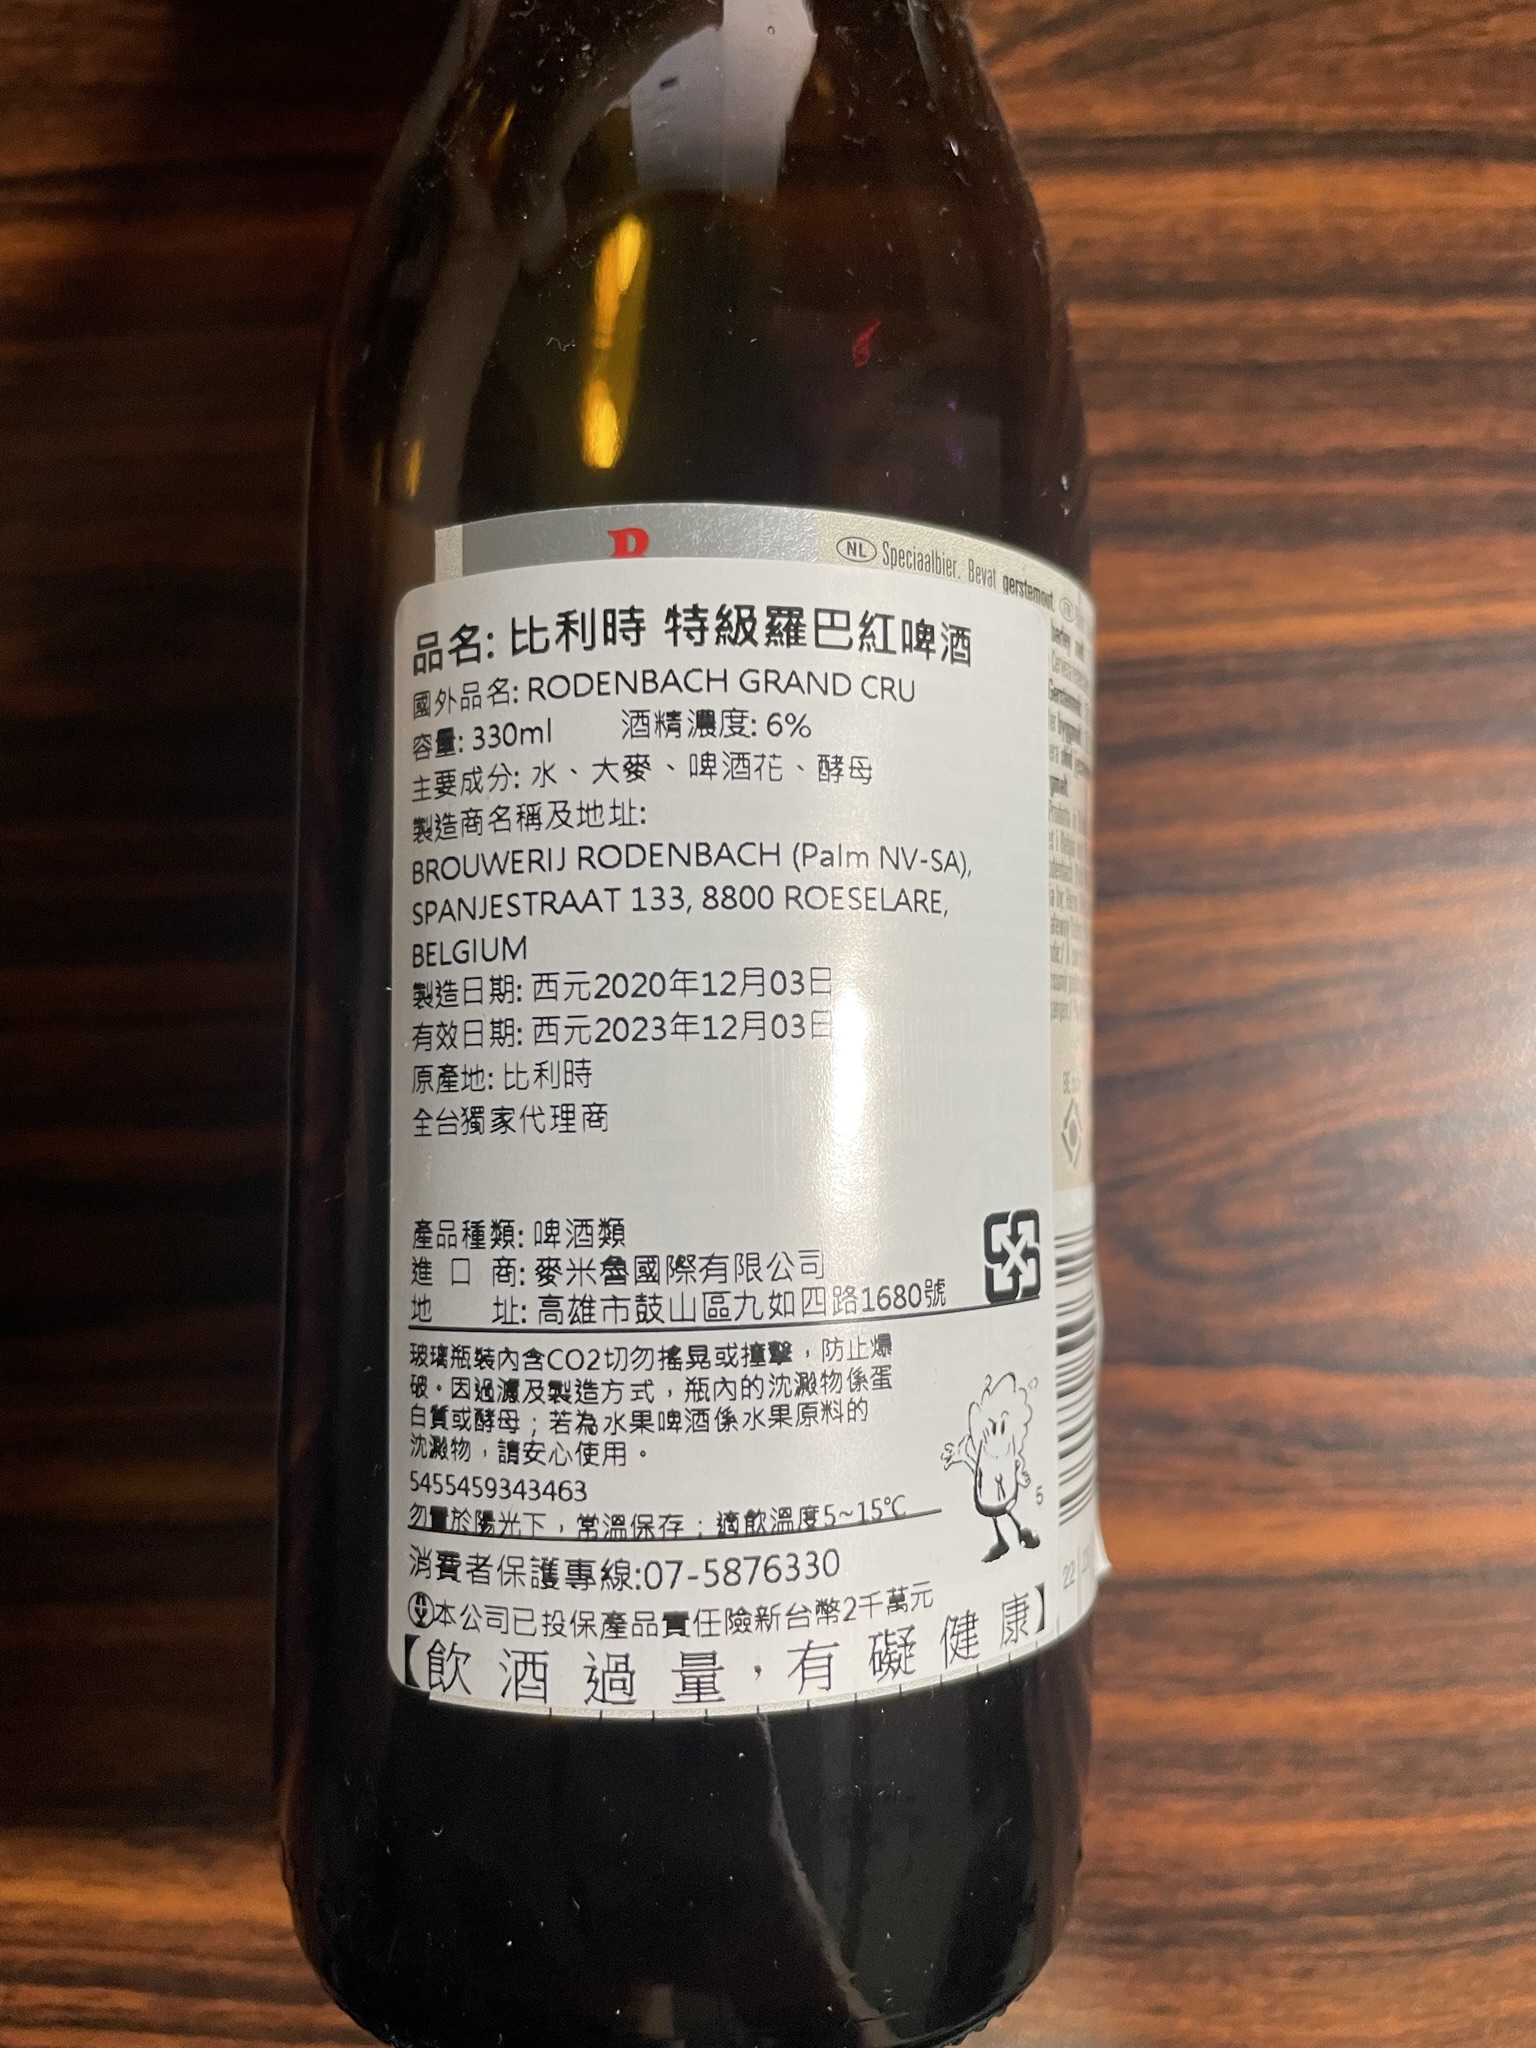 R
NL Speciaalbier. Bevat gerstemout.
品名: 比利時 特級羅巴紅啤酒
國外品名: RODENBACH GRAND CRU
容量: 330ml 酒精濃度: 6%
主要成分: 水、大麥、啤酒花、酵母
製造商名稱及地址:
BROUWERIJ RODENBACH (Palm NV-SA),
SPANJESTRAAT 133, 8800 ROESELARE,
BELGIUM
製造日期: 西元2020年12月03日
有效日期: 西元2023年12月03日
原產地: 比利時
全台獨家代理商
產品種類: 啤酒類
進口商: 麥米魯國際有限公司
地址: 高雄市鼓山區九如四路1680號
玻璃瓶裝內含CO2切勿搖晃或撞擊，防止爆
破。因過濾及製造方式，瓶內的沈澱物係蛋
白質或酵母；若為水果啤酒係水果原料的
沈澱物，請安心使用。
5455459343463
勿置於陽光下，常溫保存；適飲溫度5~15℃
5
消費者保護專線:07-5876330
本公司已投保產品責任險新台幣2千萬元
【飲酒過量，有礙健康】
22